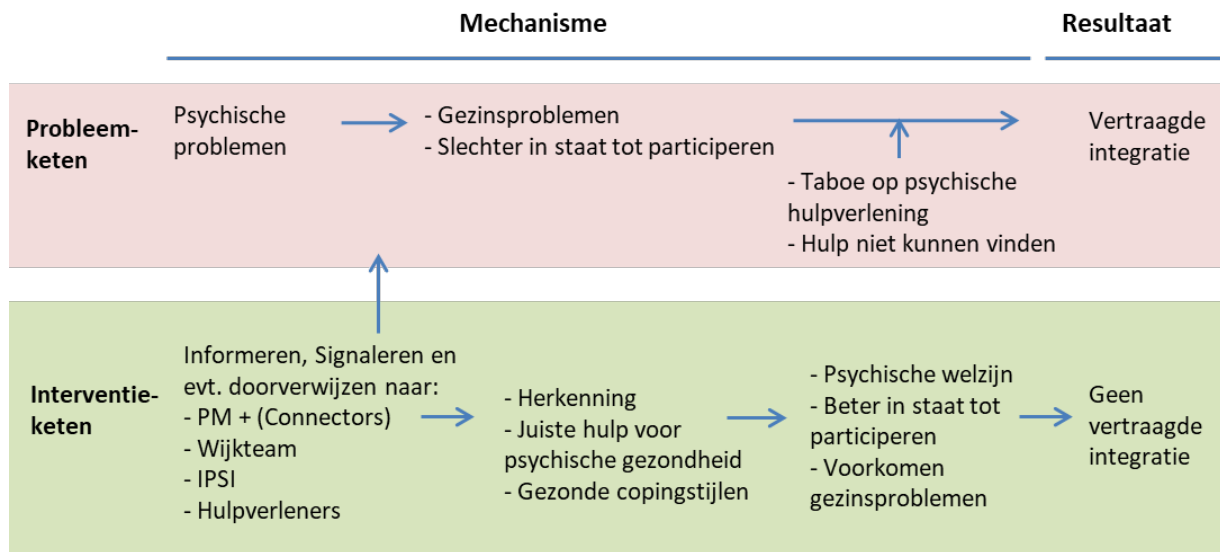 Mechanisme
Resultaat
Probleem-
keten
Psychische
problemen
- Gezinsproblemen
- Slechter in staat tot participeren
- Taboe op psychische
hulpverlening
- Hulp niet kunnen vinden
Vertraagde
integratie
Interventie-
keten
Informeren, Signaleren en
evt. doorverwijzen naar:
- PM + (Connectors)
- Wijkteam
- IPSI
- Hulpverleners
- Herkenning
- Juiste hulp voor
psychische gezondheid
- Gezonde copingstijlen
- Psychische welzijn
- Beter in staat tot
participeren
- Voorkomen
gezinsproblemen
Geen
vertraagde
integratie